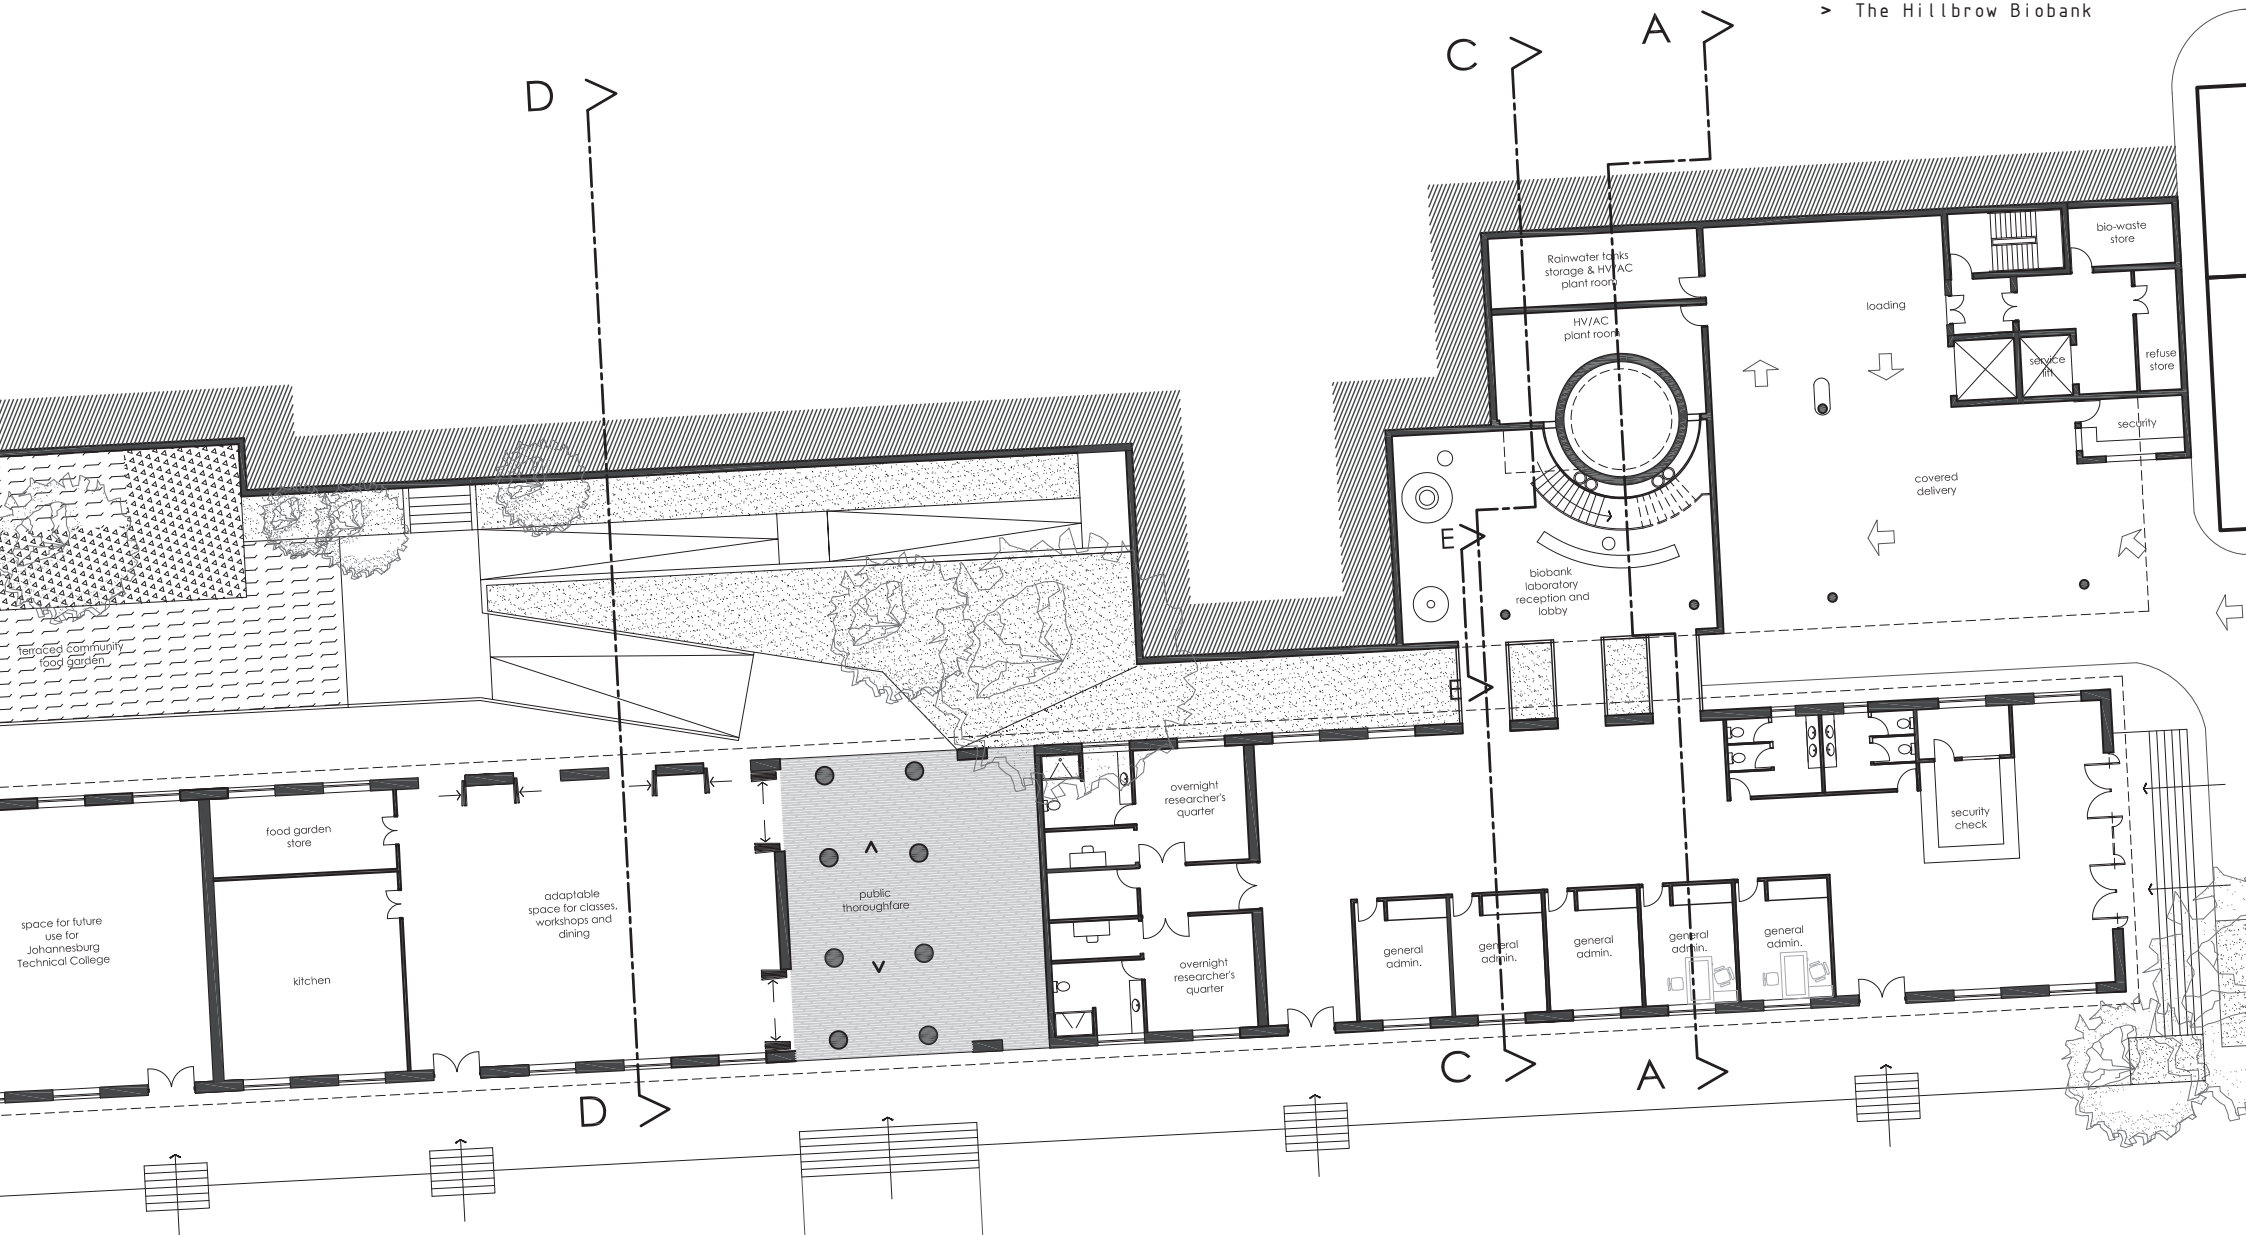 > The Hillbrow Biobank
A
C
D
bio-waste
store
Rainwater tanks
storage & HV/AC
plant room
loading
HV/AC
plant room
service
lift
refuse
store
security
covered
delivery
E
biobank
laboratory
reception and
lobby
E
terraced community
food garden
overnight
researcher's
quarter
food garden
store
security
check
public
thoroughfare
adaptable
space for classes,
workshops and
dining
space for future
use for
Johannesburg
Technical College
kitchen
general
admin.
general
admin.
general
admin.
general
admin.
general
admin.
overnight
researcher's
quarter
C
A
D